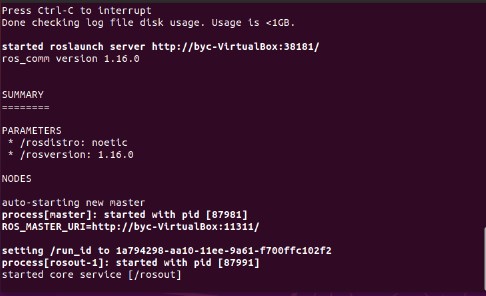 Press Ctrl-C to interrupt
Done checking log file disk usage. Usage is <1GB.
started roslaunch server http://byc-VirtualBox:38181/
ros_comm version 1.16.0
SUMMARY
========
PARAMETERS
* /rosdistro: noetic
* /rosversion: 1.16.0
NODES
auto-starting new master
process[master]: started with pid [87981]
ROS_MASTER_URI=http://byc-VirtualBox:11311/
setting /run_id to 1a794298-aa10-11ee-9a61-f700ffc102f2
process[rosout-1]: started with pid [87991]
started core service [/rosout]